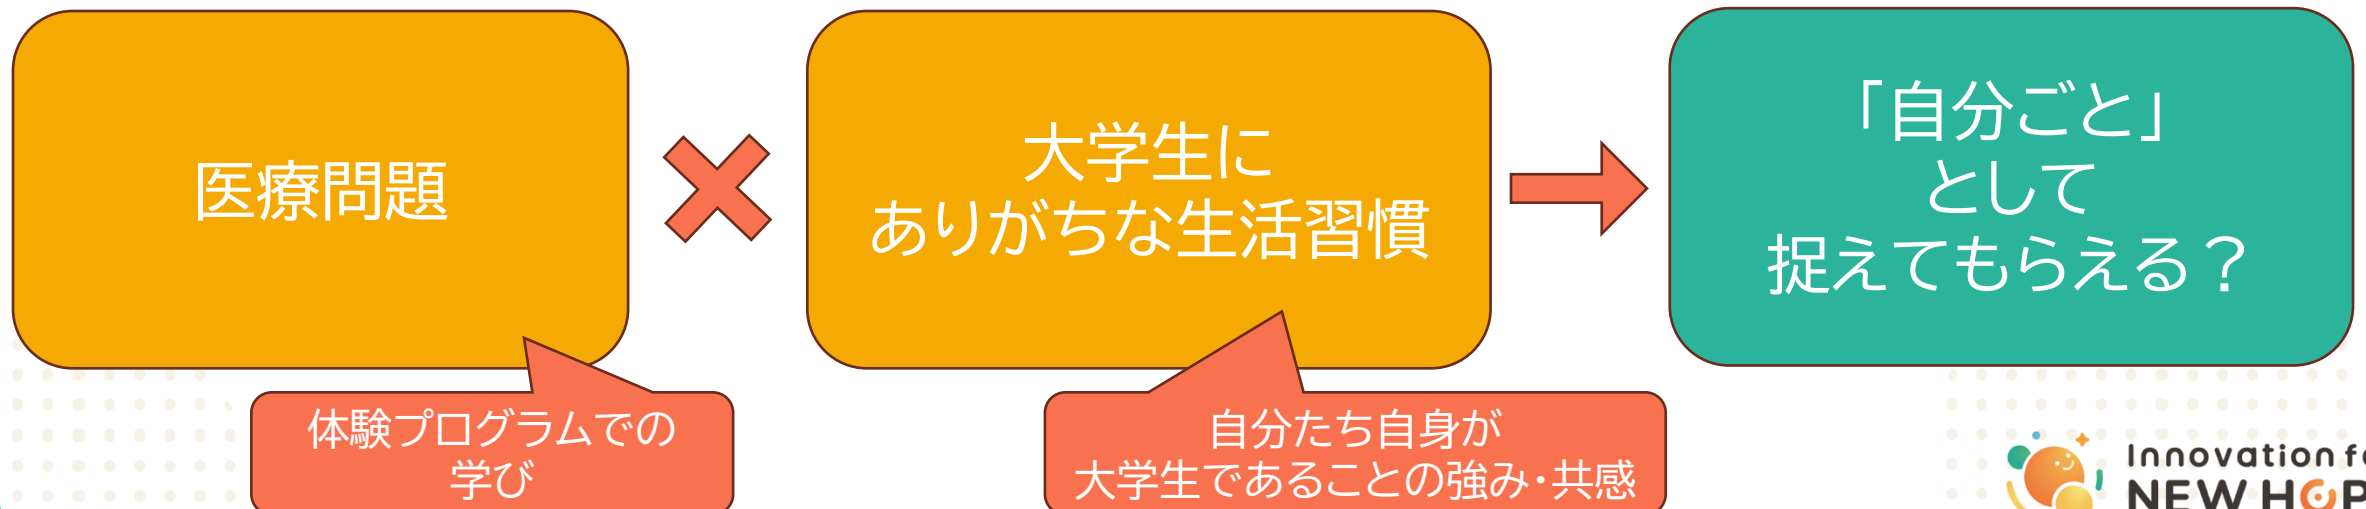 医療問題
大学生に
ありがちな生活習慣
「自分ごと」
として
捉えてもらえる？
体験プログラムでの
学び
自分たち自身が
大学生であることの強み・共感
Innovation
NEW